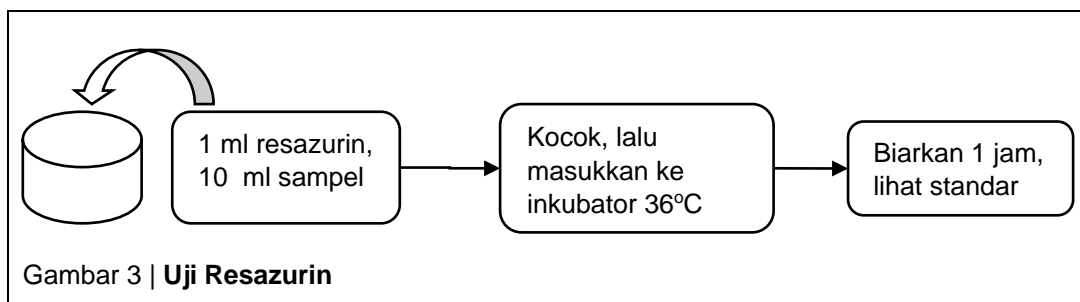 1 ml resazurin,
10 ml sampel
Kocok, lalu
masukkan ke
inkubator 36ºC
Biarkan 1 jam,
lihat standar
Gambar 3 | Uji Resazurin